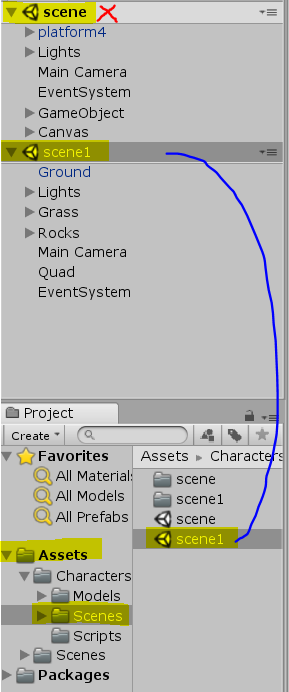 scene
platform4
Lights
Main Camera
EventSystem
GameObject
Canvas
scene1
Ground
Lights
Grass
Rocks
Main Camera
Quad
EventSystem
Project
Create
Favorites
All Materials
All Models
All Prefabs
Assets
Characters
Models
Scenes
Scripts
Scenes
Packages
Assets Characters
scene
scene1
scene
scene1